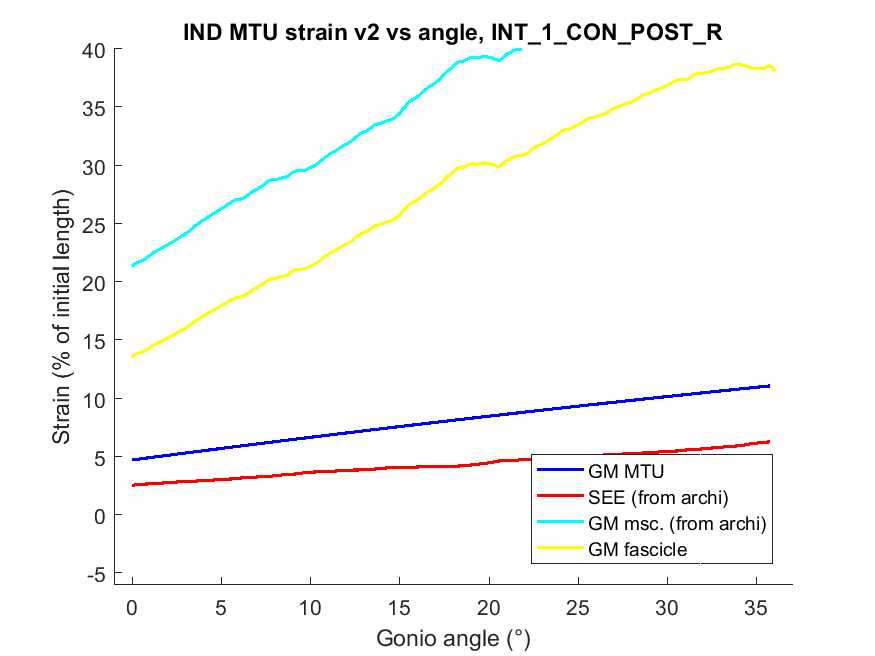 IND MTU strain v2 vs angle, INT_1_CON_POST_R
40
35
30
25
20
15
10
5
0
-5
Strain (% of initial length)
GM MTU
SEE (from archi)
GM msc. (from archi)
GM fascicle
0 5 10 15 20 25 30 35
Gonio angle (°)